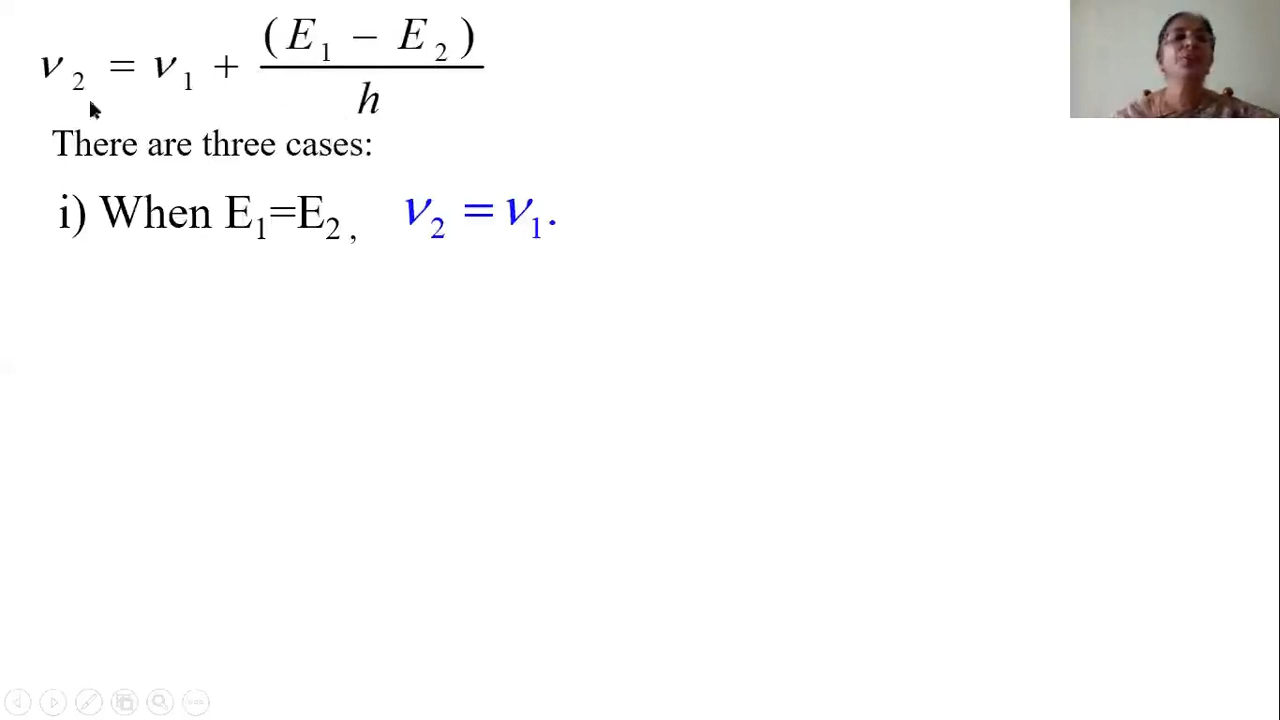 ν₂ = ν₁ + (E₁ − E₂) / h
There are three cases:
i) When E₁=E₂ , ν₂ = ν₁.